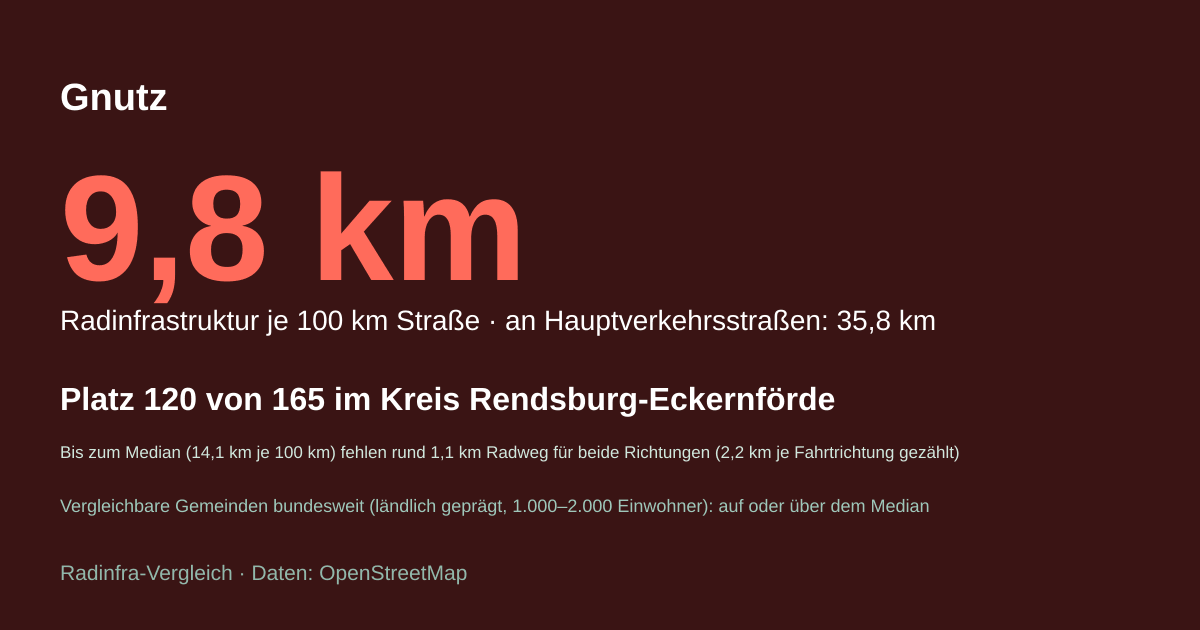 Gnutz
9,8 km
Radinfrastruktur je 100 km Straße · an Hauptverkehrsstraßen: 35,8 km
Platz 120 von 165 im Kreis Rendsburg-Eckernförde
Bis zum Median (14,1 km je 100 km) fehlen rund 1,1 km Radweg für beide Richtungen (2,2 km je Fahrtrichtung gezählt)
Vergleichbare Gemeinden bundesweit (ländlich geprägt, 1.000–2.000 Einwohner): auf oder über dem Median
Radinfra-Vergleich · Daten: OpenStreetMap